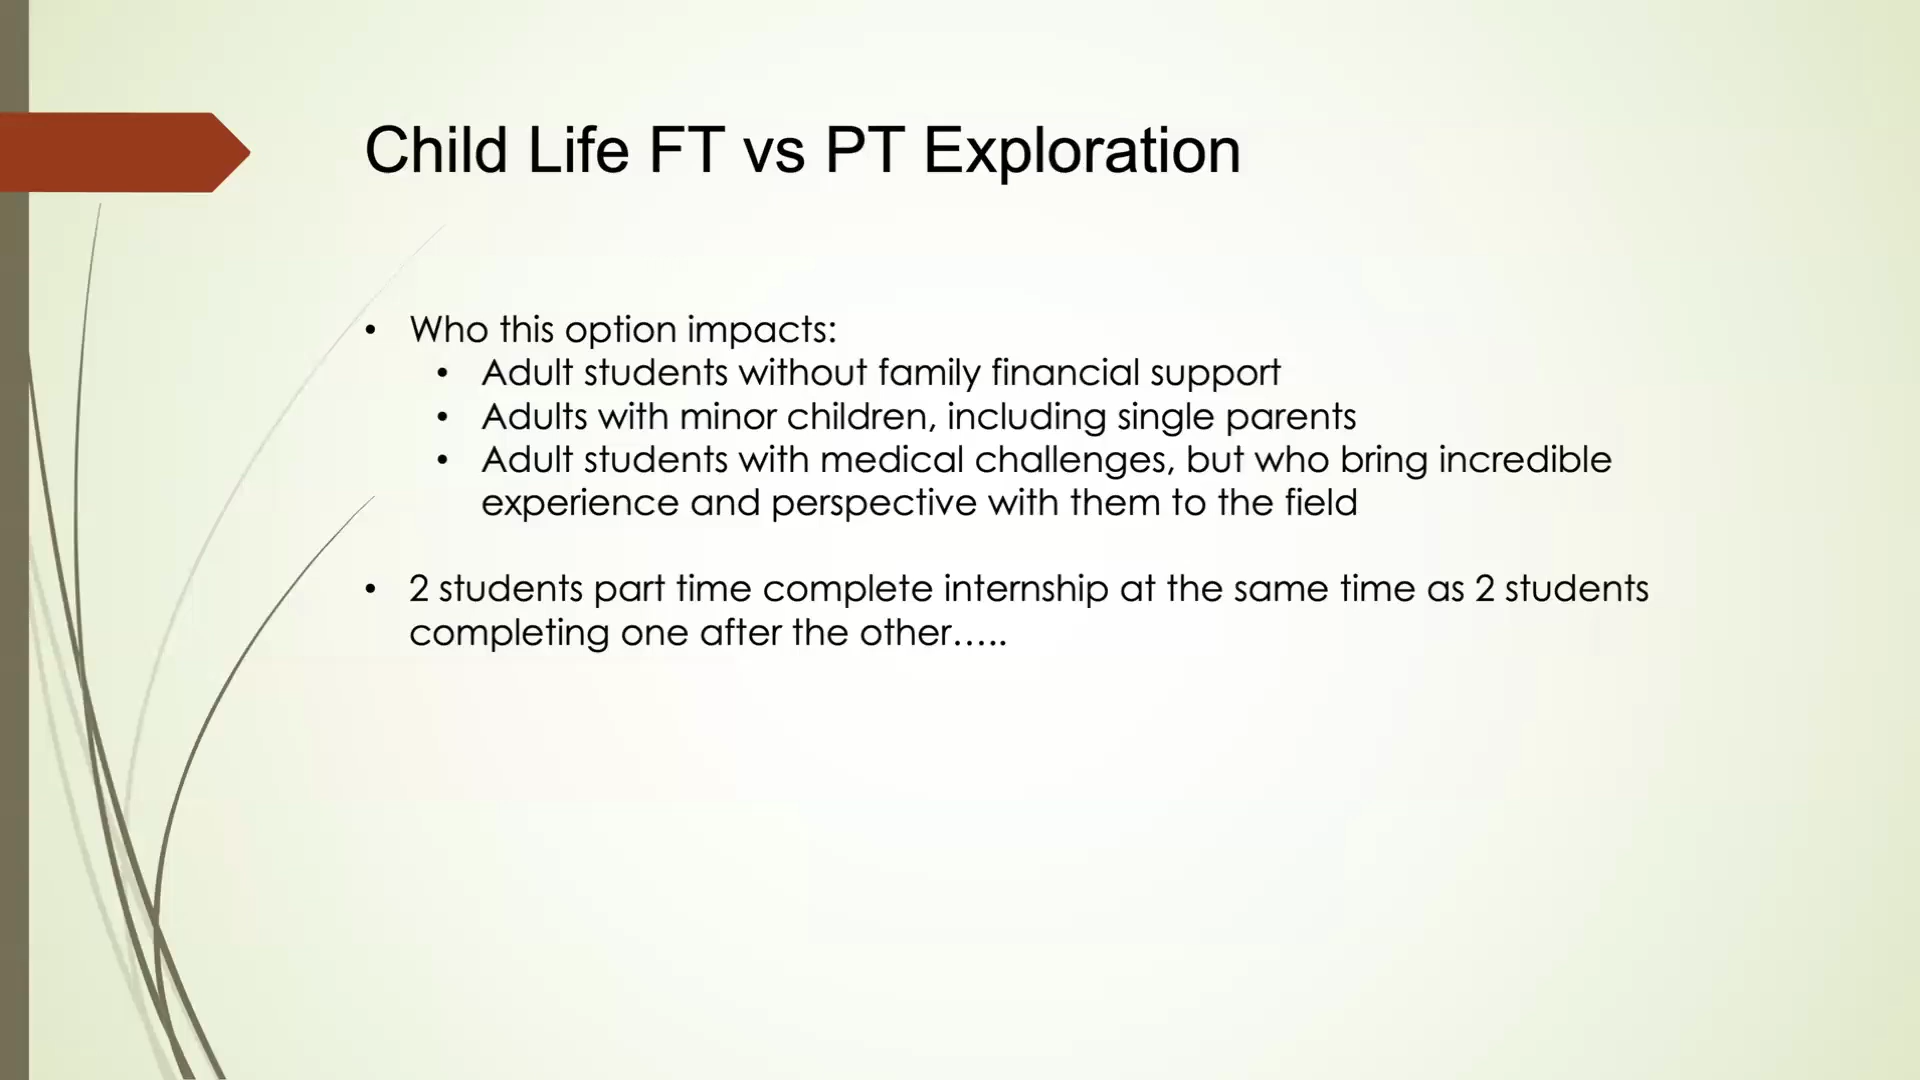 Child Life FT vs PT Exploration
• Who this option impacts:
• Adult students without family financial support
• Adults with minor children, including single parents
• Adult students with medical challenges, but who bring incredible
experience and perspective with them to the field
• 2 students part time complete internship at the same time as 2 students
completing one after the other…..